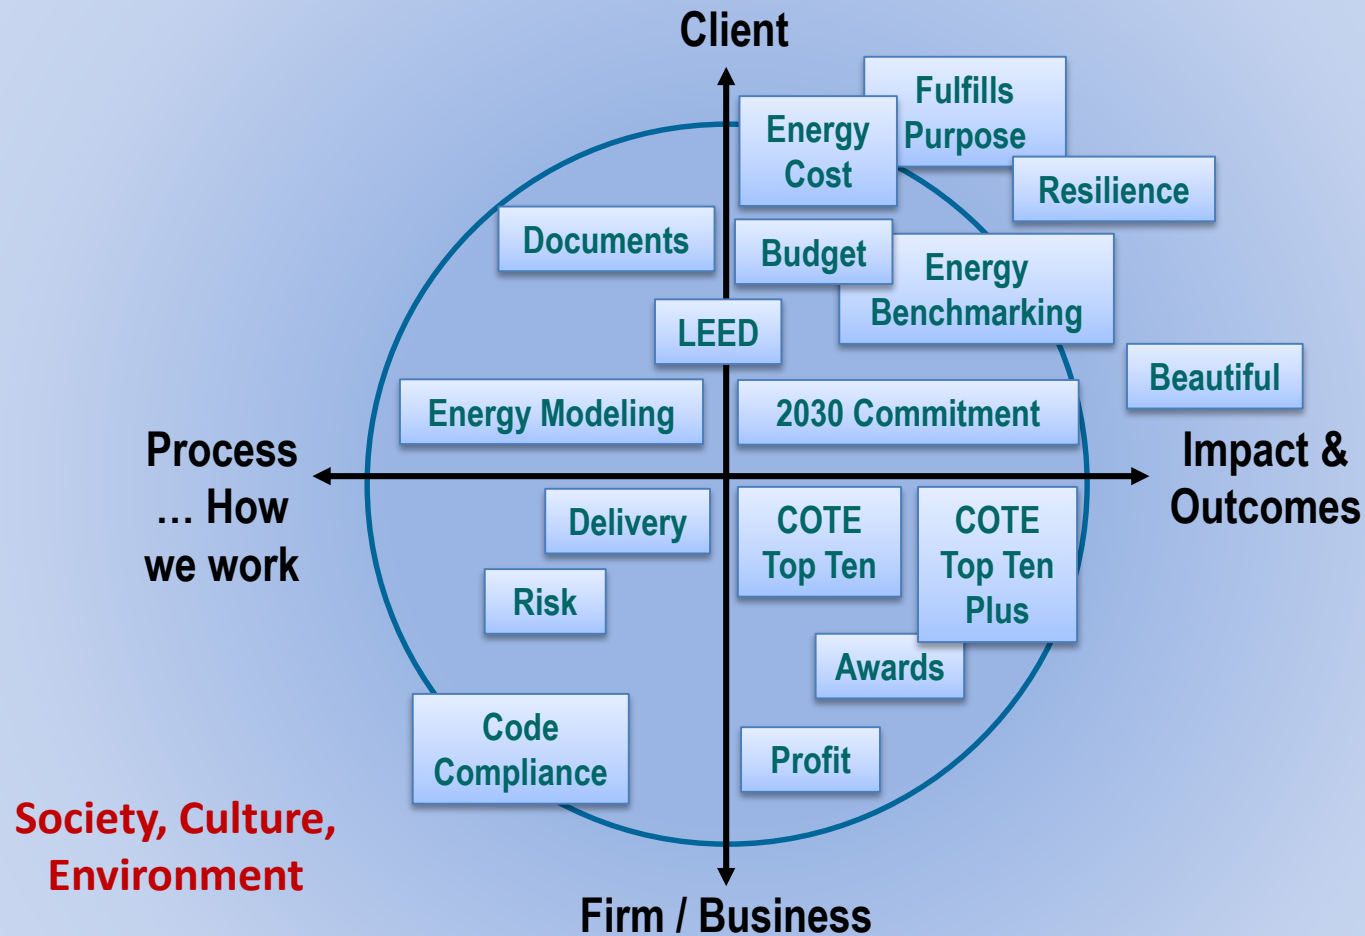 Client
Fulfills
Purpose
Energy
Cost
Resilience
Documents
Budget
Energy
Benchmarking
LEED
Beautiful
Energy Modeling
2030 Commitment
Process
... How
we work
Impact &
Outcomes
Delivery
COTE
Top Ten
COTE
Top Ten
Plus
Risk
Awards
Code
Compliance
Profit
Society, Culture,
Environment
Firm / Business